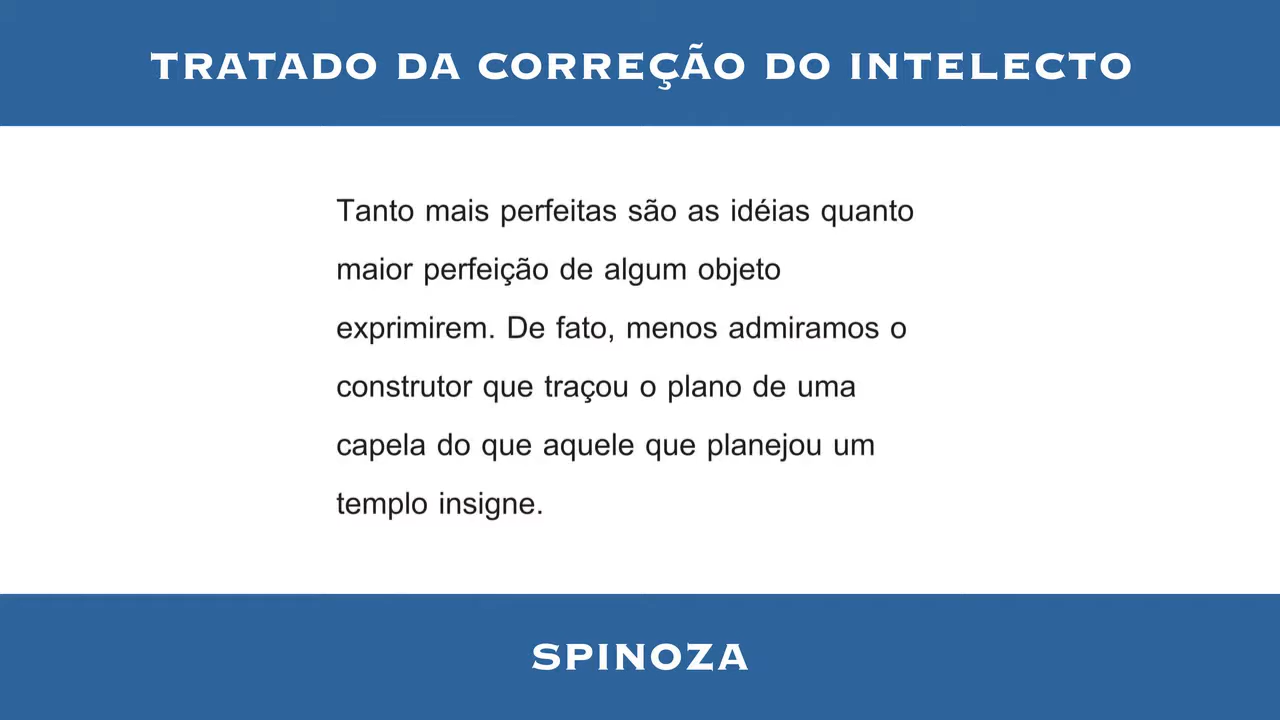 TRATADO DA CORREÇÃO DO INTELECTO
Tanto mais perfeitas são as idéias quanto
maior perfeição de algum objeto
exprimirem. De fato, menos admiramos o
construtor que traçou o plano de uma
capela do que aquele que planejou um
templo insigne.
SPINOZA